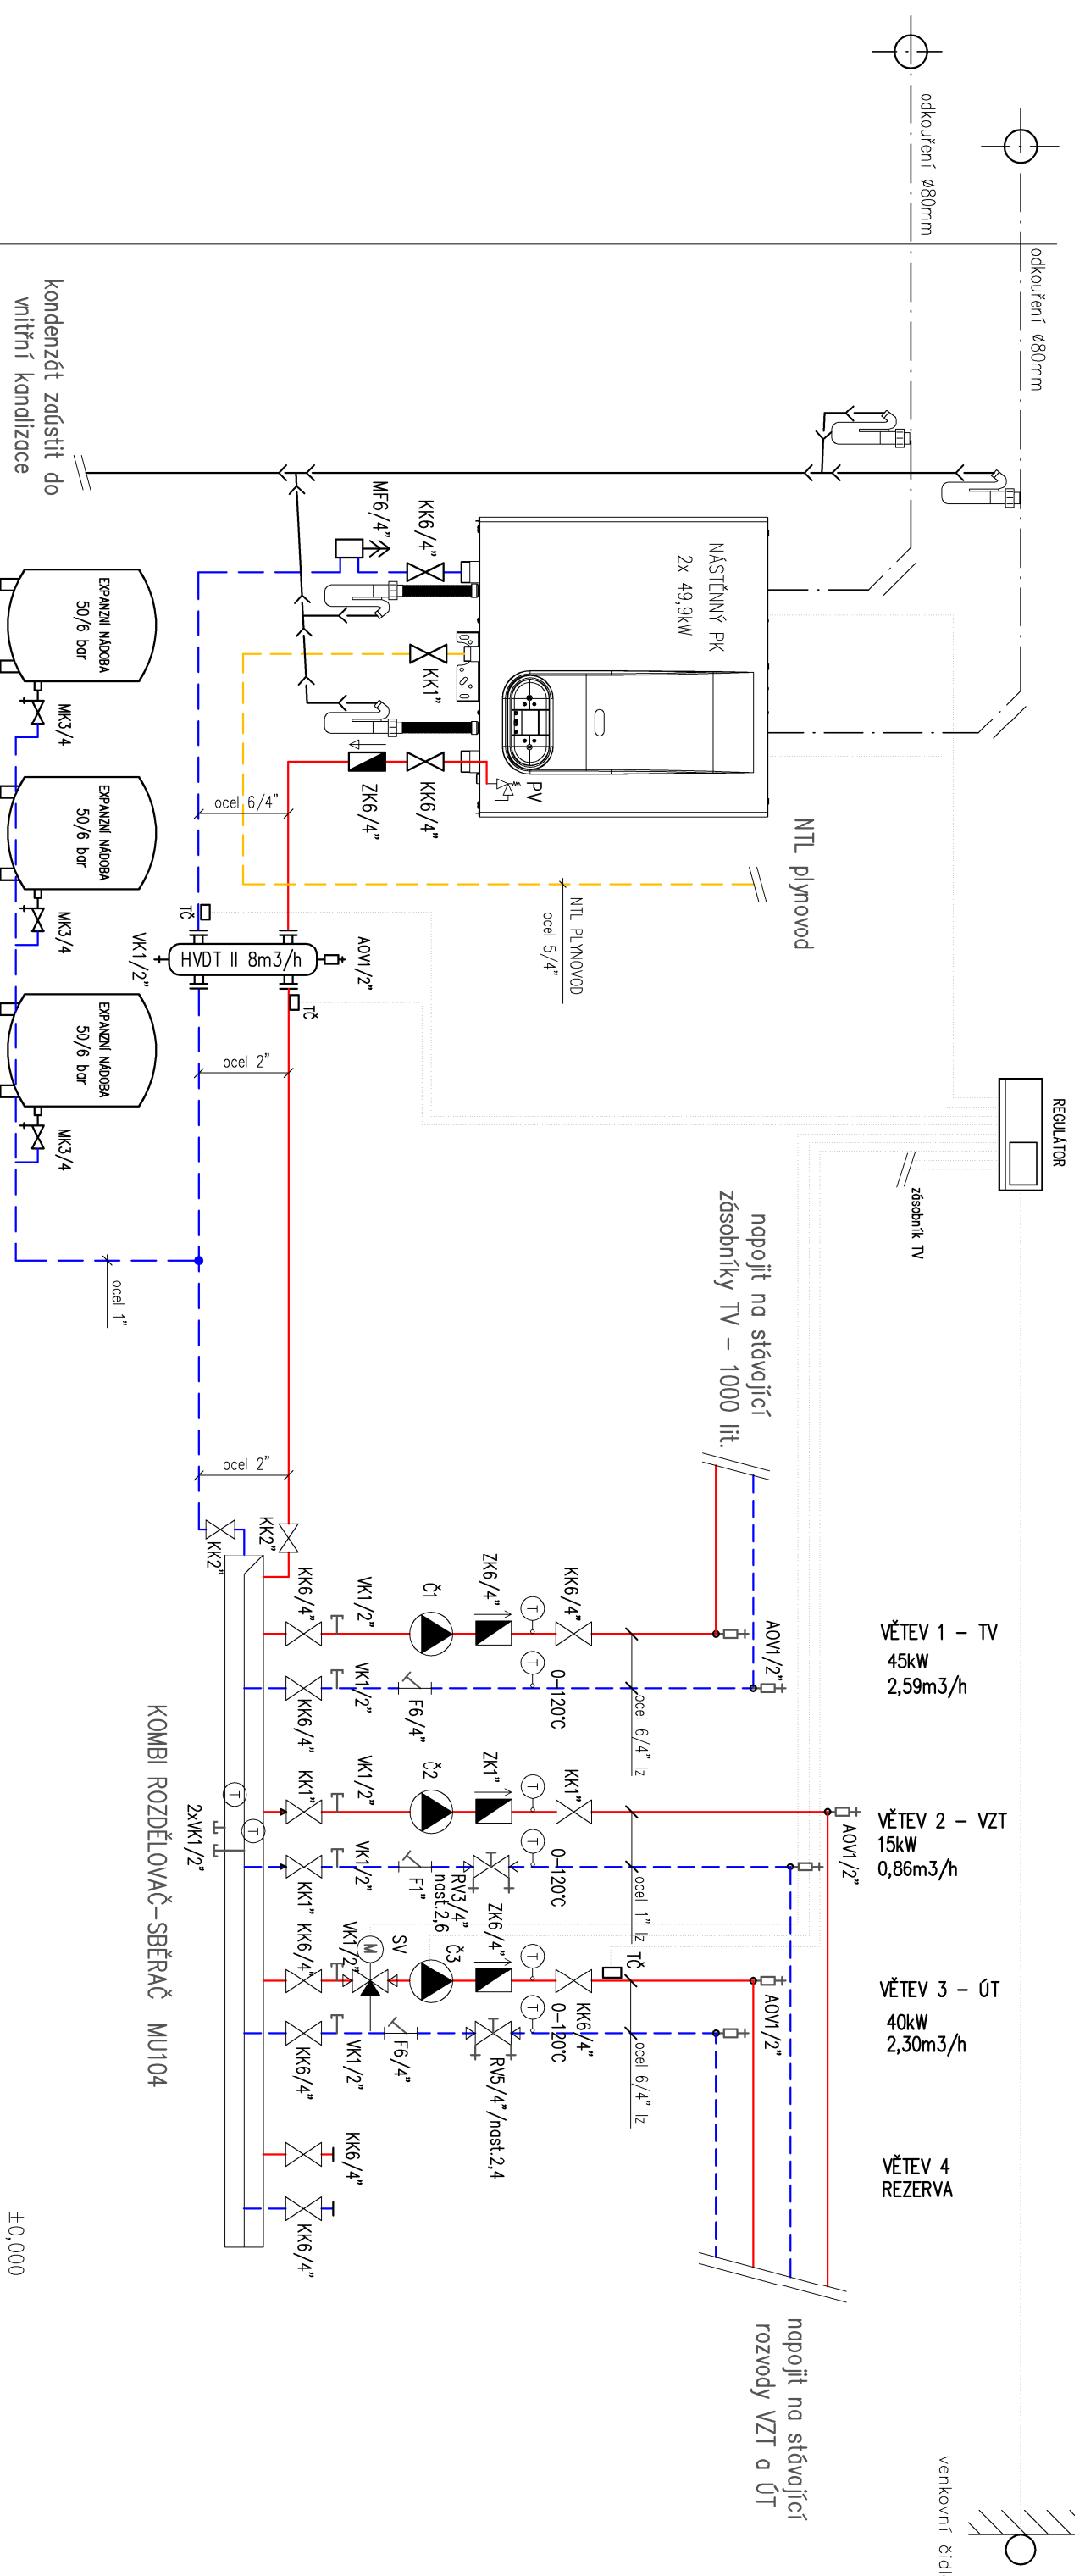 odkouření ø80mm
odkouření ø80mm
kondenzát zaústit do
vnitřní kanalizace
NÁSTĚNNÝ PK
2x 49,9kW
MF6/4"
KK6/4"
KK1"
KK6/4"
ZK6/4"
PV
NTL plynovod
NTL PLYNOVOD
ocel 5/4"
ocel 6/4"
EXPANZNÍ NÁDOBA
50/6 bar
MK3/4
EXPANZNÍ NÁDOBA
50/6 bar
MK3/4
EXPANZNÍ NÁDOBA
50/6 bar
MK3/4
TČ
VK1/2"
HVDT II 8m3/h
AOV1/2"
TČ
ocel 2"
ocel 1"
ocel 2"
REGULÁTOR
zásobník TV
napojit na stávající
zásobníky TV - 1000 lit.
KK2"
KK2"
KK6/4"
VK1/2"
Č1
ZK6/4"
T
KK6/4"
AOV1/2"
KK6/4"
VK1/2"
F6/4"
T
0-120°C
ocel 6/4" Iz
VĚTEV 1 - TV
45kW
2,59m3/h
KK1"
VK1/2"
Č2
ZK1"
T
KK1"
AOV1/2"
KK1"
VK1/2"
F1"
RV3/4"
nast.2,6
T
0-120°C
ocel 1" Iz
VĚTEV 2 - VZT
15kW
0,86m3/h
T
T
2xVK1/2"
KOMBI ROZDĚLOVAČ-SBĚRAČ MU104
KK6/4"
VK1/2"
M
SV
Č3
ZK6/4"
T
KK6/4"
TČ
AOV1/2"
KK6/4"
VK1/2"
F6/4"
RV5/4"/nast.2,4
T
0-120°C
ocel 6/4" Iz
VĚTEV 3 - ÚT
40kW
2,30m3/h
KK6/4"
KK6/4"
VĚTEV 4
REZERVA
napojit na stávající
rozvody VZT a ÚT
venkovní čidl
±0,000